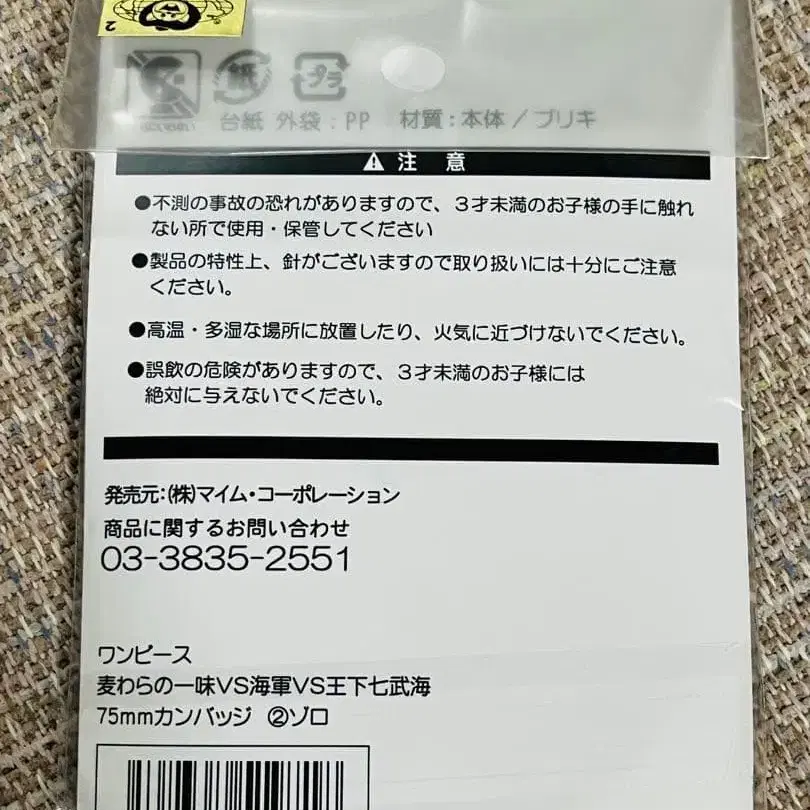 2
紙 プラ
台紙 外袋：PP 材質：本体／ブリキ
⚠ 注 意
●不測の事故の恐れがありますので、３才未満のお子様の手に触れ
ない所で使用・保管してください
●製品の特性上、針がございますので取り扱いには十分にご注意
ください。
●高温・多湿な場所に放置したり、火気に近づけないでください。
●誤飲の危険がありますので、３才未満のお子様には
絶対に与えないでください。
発売元：(株)マイム・コーポレーション
商品に関するお問い合わせ
03-3835-2551
ワンピース
麦わらの一味VS海軍VS王下七武海
75mmカンバッジ ②ゾロ